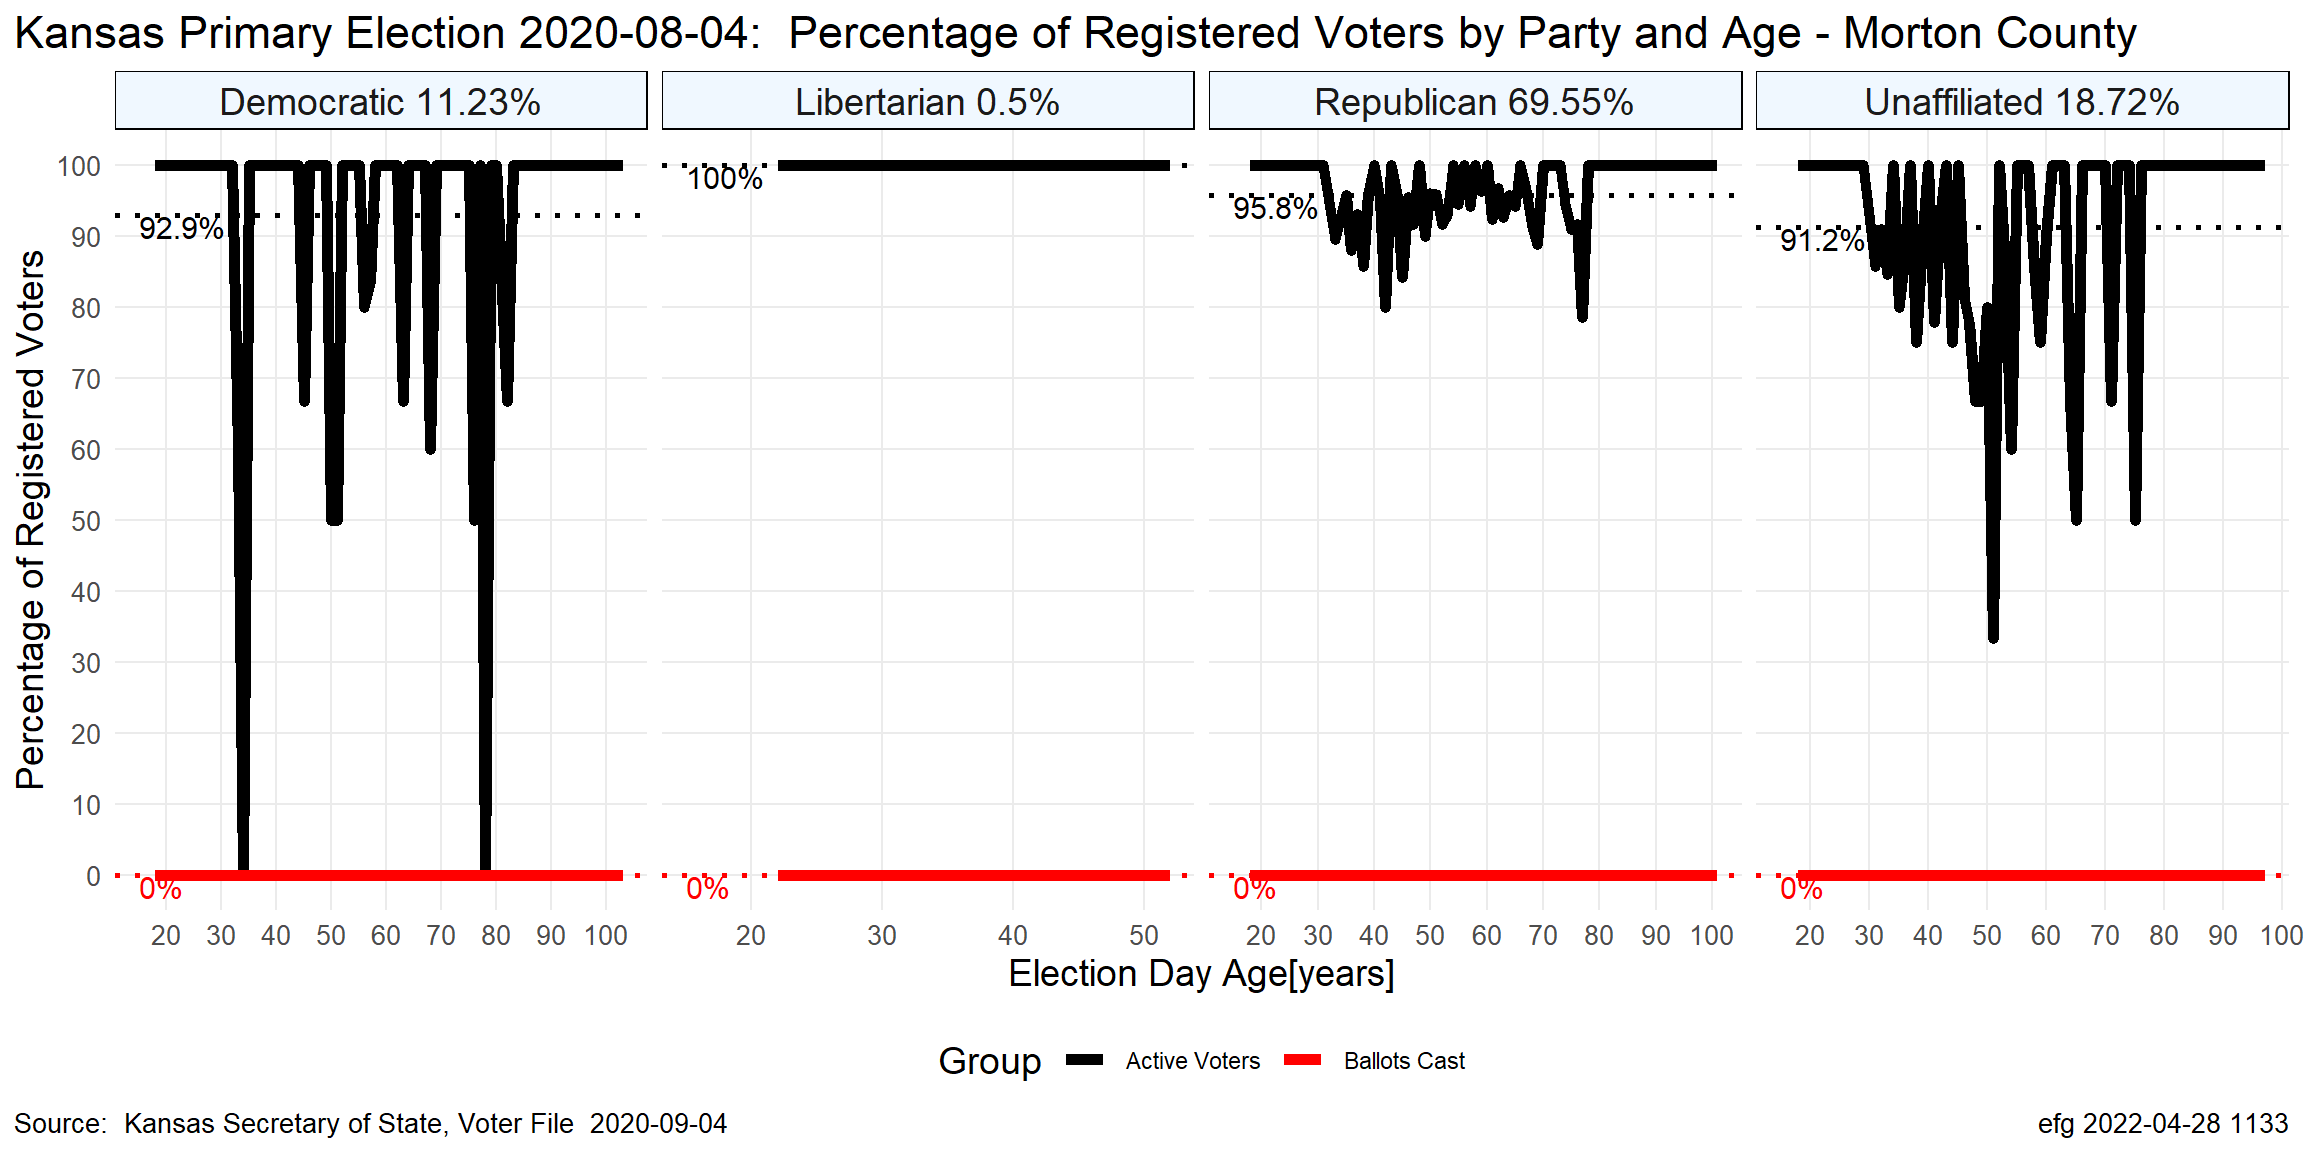 Kansas Primary Election 2020-08-04:  Percentage of Registered Voters by Party and Age - Morton County
Democratic 11.23%
Libertarian 0.5%
Republican 69.55%
Unaffiliated 18.72%
Percentage of Registered Voters
100
90
80
70
60
50
40
30
20
10
0
92.9%
0%
100%
0%
95.8%
0%
91.2%
0%
20 30 40 50 60 70 80 90 100
20 30 40 50
20 30 40 50 60 70 80 90 100
20 30 40 50 60 70 80 90 100
Election Day Age[years]
Group Active Voters Ballots Cast
Source:  Kansas Secretary of State, Voter File  2020-09-04
efg 2022-04-28 1133